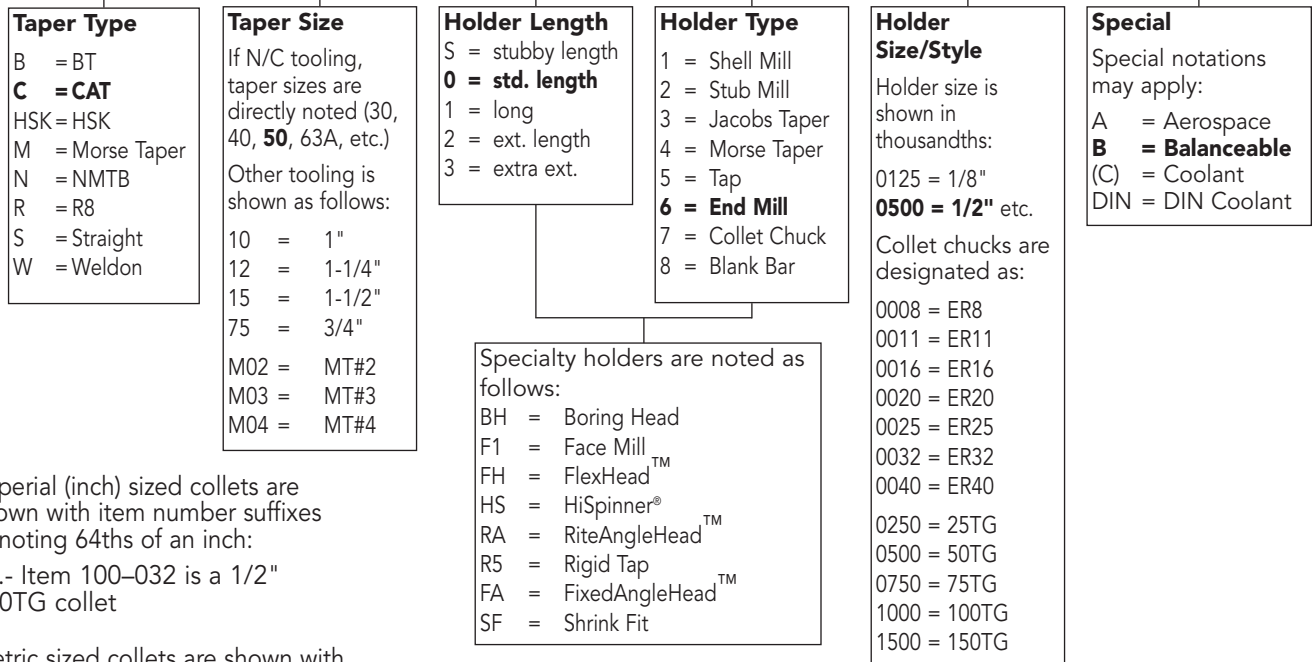 Taper Type
B = BT
C = CAT
HSK = HSK
M = Morse Taper
N = NMTB
R = R8
S = Straight
W = Weldon
Taper Size
If N/C tooling,
taper sizes are
directly noted (30,
40, 50, 63A, etc.)
Other tooling is
shown as follows:
10 = 1"
12 = 1-1/4"
15 = 1-1/2"
75 = 3/4"
M02 = MT#2
M03 = MT#3
M04 = MT#4
Holder Length
S = stubby length
0 = std. length
1 = long
2 = ext. length
3 = extra ext.
Holder Type
1 = Shell Mill
2 = Stub Mill
3 = Jacobs Taper
4 = Morse Taper
5 = Tap
6 = End Mill
7 = Collet Chuck
8 = Blank Bar
Specialty holders are noted as
follows:
BH = Boring Head
F1 = Face Mill
FH = FlexHead™
HS = HiSpinner®
RA = RiteAngleHead™
R5 = Rigid Tap
FA = FixedAngleHead™
SF = Shrink Fit
Holder
Size/Style
Holder size is
shown in
thousandths:
0125 = 1/8"
0500 = 1/2" etc.
Collet chucks are
designated as:
0008 = ER8
0011 = ER11
0016 = ER16
0020 = ER20
0025 = ER25
0032 = ER32
0040 = ER40
0250 = 25TG
0500 = 50TG
0750 = 75TG
1000 = 100TG
1500 = 150TG
Special
Special notations
may apply:
A = Aerospace
B = Balanceable
(C) = Coolant
DIN = DIN Coolant
perial (inch) sized collets are
own with item number suffixes
noting 64ths of an inch:
.- Item 100–032 is a 1/2"
0TG collet
etric sized collets are shown with